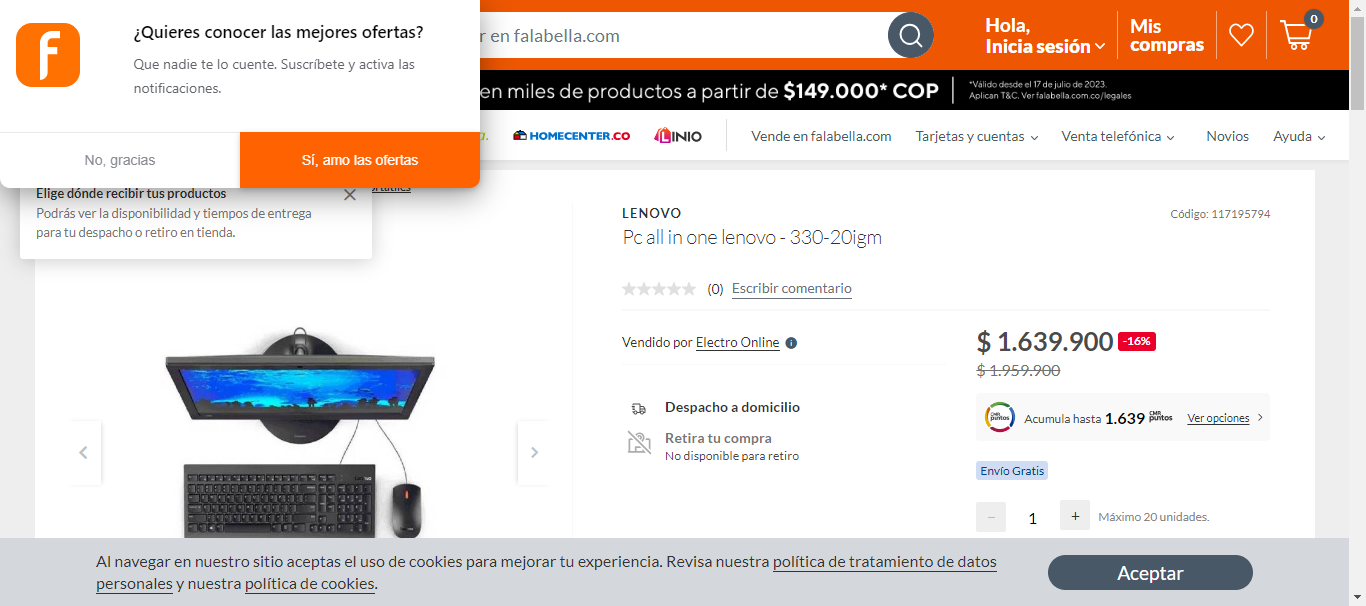 ¿Quieres conocer las mejores ofertas?
Que nadie te lo cuente. Suscríbete y activa las
notificaciones.
No, gracias
Sí, amo las ofertas
en falabella.com
Hola,
Inicia sesión
Mis
compras
0
en miles de productos a partir de $149.000* COP
*Válido desde el 17 de julio de 2023.
Aplican T&C. Ver falabella.com.co/legales
HOMECENTER.CO
LINIO
Vende en falabella.com
Tarjetas y cuentas
Venta telefónica
Novios
Ayuda
Elige dónde recibir tus productos
Podrás ver la disponibilidad y tiempos de entrega
para tu despacho o retiro en tienda.
LENOVO
Código: 117195794
Pc all in one lenovo - 330-20igm
(0) Escribir comentario
Vendido por Electro Online
$ 1.639.900 -16%
$ 1.959.900
Despacho a domicilio
Retira tu compra
No disponible para retiro
CMR puntos
Acumula hasta 1.639 CMR puntos
Ver opciones
Envío Gratis
− 1 + Máximo 20 unidades.
Al navegar en nuestro sitio aceptas el uso de cookies para mejorar tu experiencia. Revisa nuestra política de tratamiento de datos
personales y nuestra política de cookies.
Aceptar